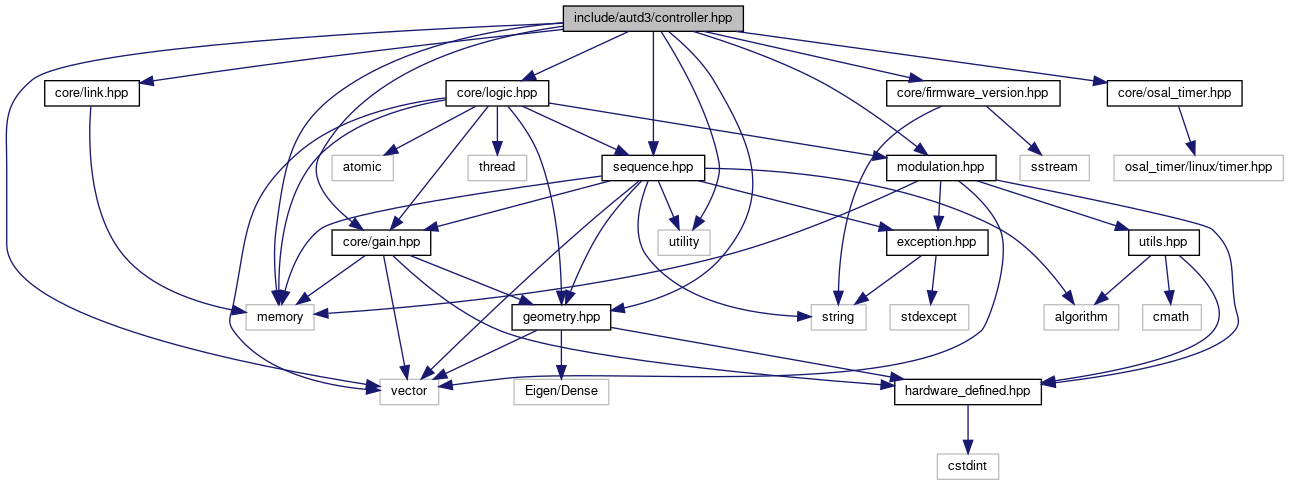 include/autd3/controller.hpp
core/link.hpp
core/logic.hpp
core/firmware_version.hpp
core/osal_timer.hpp
atomic
thread
sequence.hpp
modulation.hpp
sstream
osal_timer/linux/timer.hpp
core/gain.hpp
utility
exception.hpp
utils.hpp
memory
geometry.hpp
string
stdexcept
algorithm
cmath
vector
Eigen/Dense
hardware_defined.hpp
cstdint